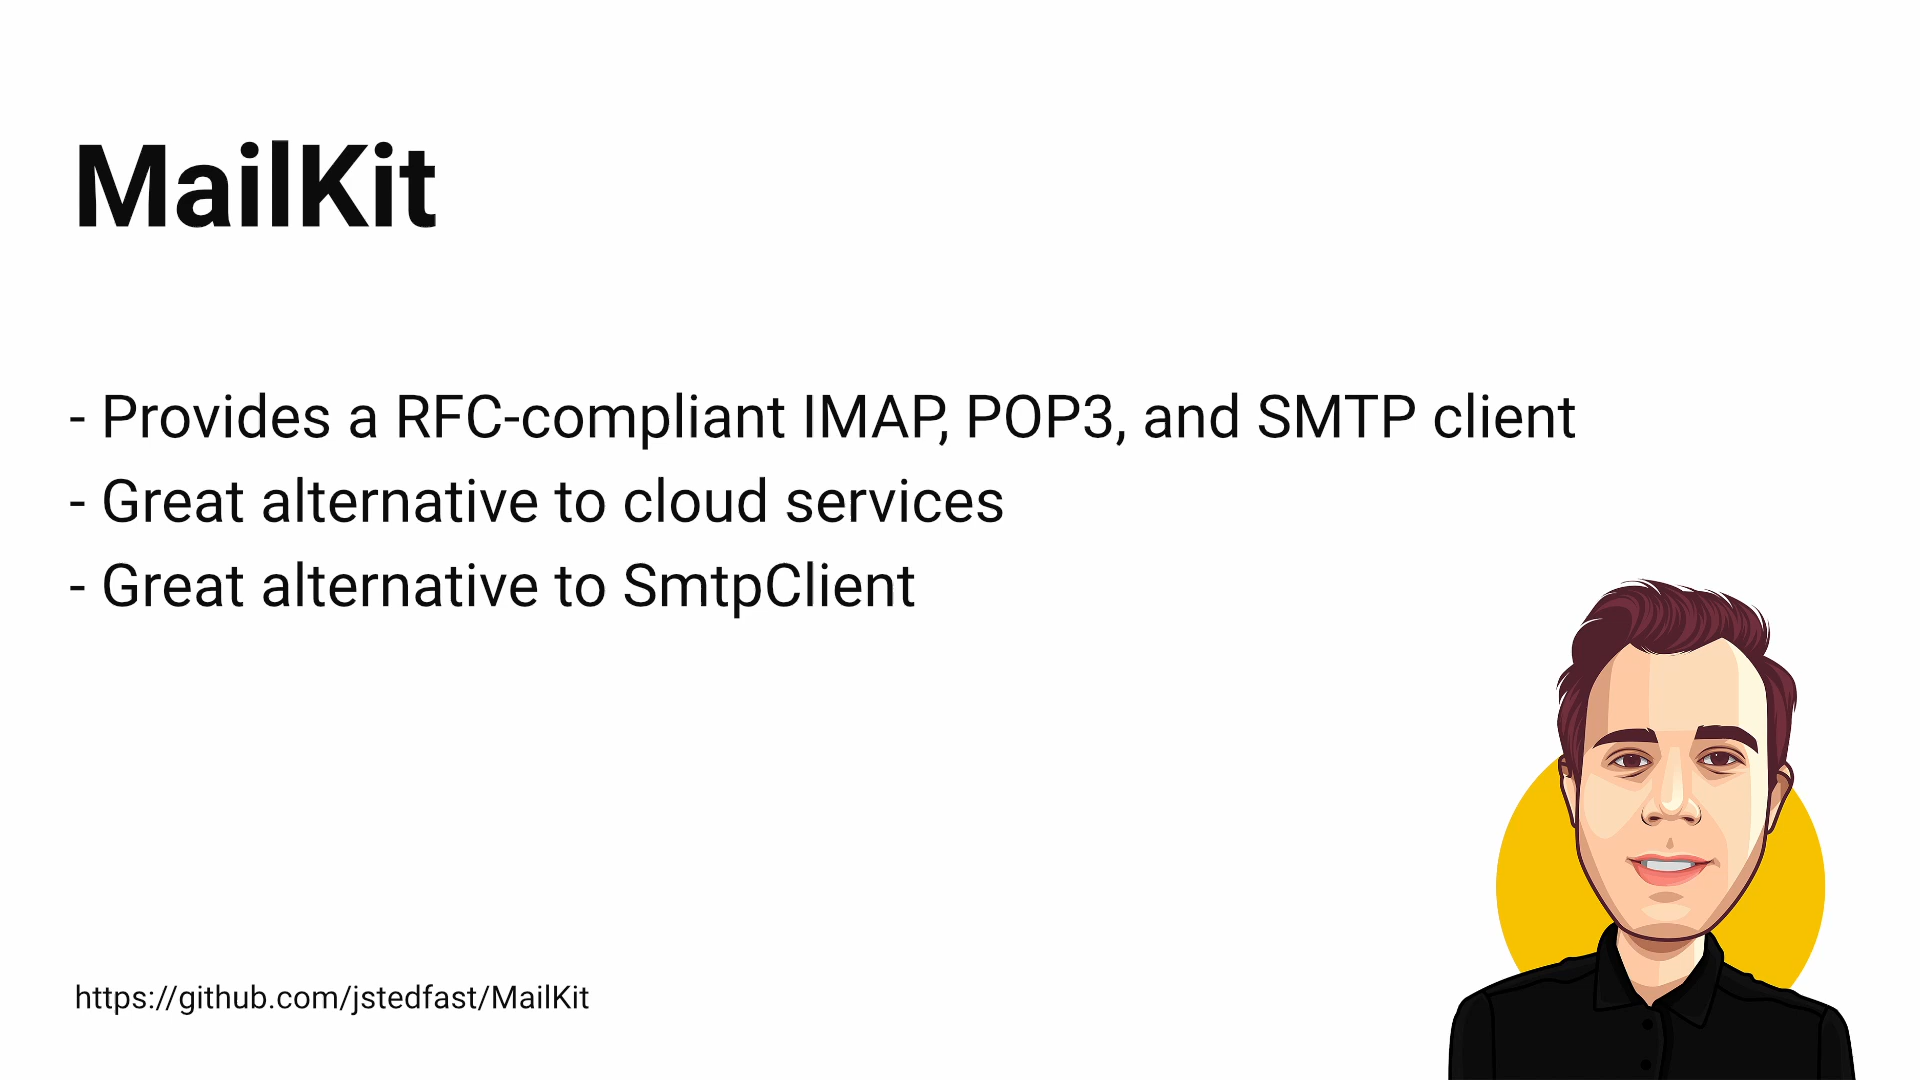 MailKit
- Provides a RFC-compliant IMAP, POP3, and SMTP client
- Great alternative to cloud services
- Great alternative to SmtpClient
https://github.com/jstedfast/MailKit